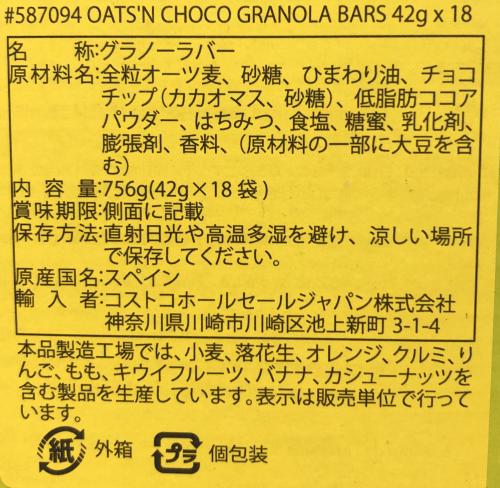 #587094 OATS'N CHOCO GRANOLA BARS 42g x 18
名　　称:グラノーラバー
原材料名:全粒オーツ麦、砂糖、ひまわり油、チョコ
チップ(カカオマス、砂糖)、低脂肪ココア
パウダー、はちみつ、食塩、糖蜜、乳化剤、
膨張剤、香料、(原材料の一部に大豆を含
む)
内 容 量:756g(42g×18 袋)
賞味期限:側面に記載
保存方法:直射日光や高温多湿を避け、涼しい場所
で保存してください。
原産国名:スペイン
輸 入 者:コストコホールセールジャパン株式会社
神奈川県川崎市川崎区池上新町 3-1-4
本品製造工場では、小麦、落花生、オレンジ、クルミ、り
んご、もも、キウイフルーツ、バナナ、カシューナッツを
含む製品を生産しています。表示は販売単位で行って
います。
紙 外箱 プラ 個包装